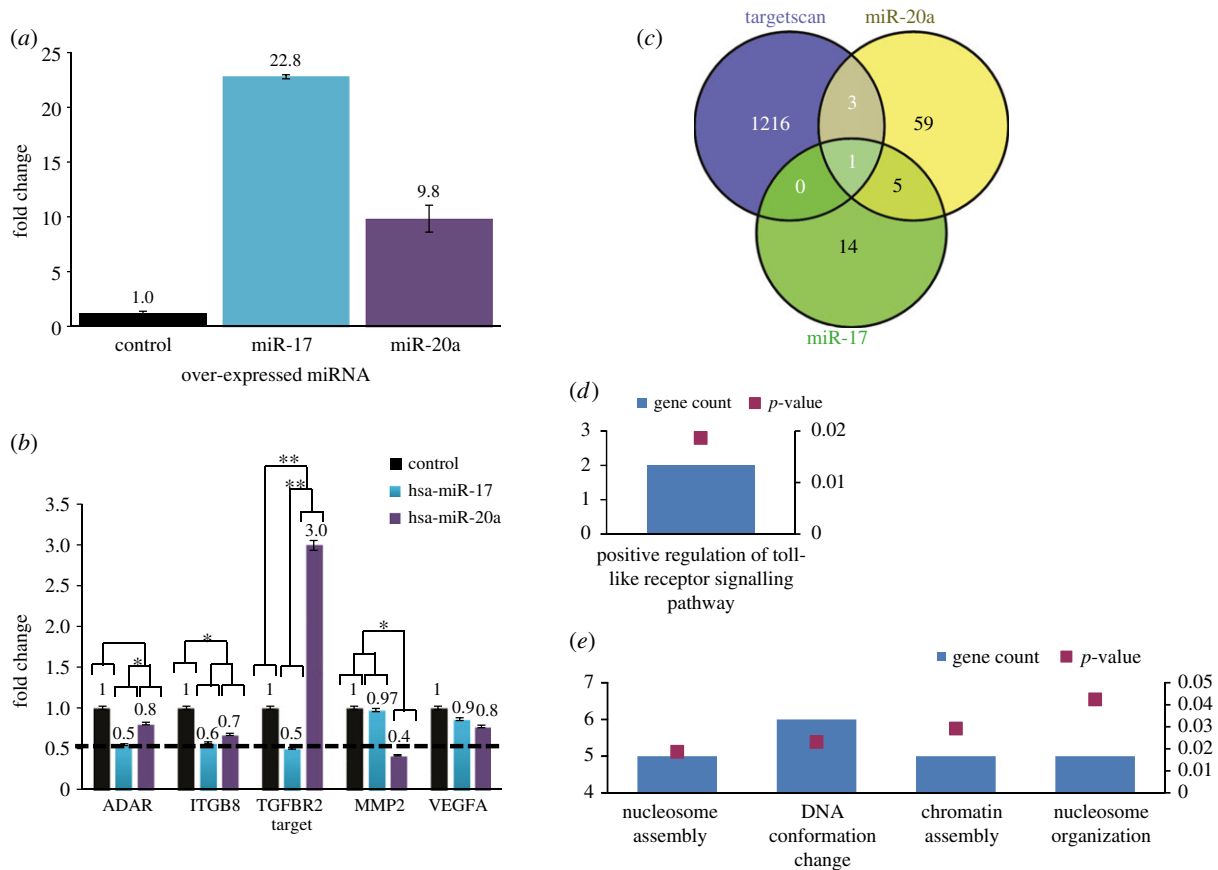 (a)
25
20
15
10
5
0
fold change
1.0
22.8
9.8
control miR-17 miR-20a
over-expressed miRNA
(b)
control
hsa-miR-17
hsa-miR-20a
3.5
3.0
2.5
2.0
1.5
1.0
0.5
0
fold change
** 
**
*
*
*
3.0
1 0.5 0.8
1 0.6 0.7
1 0.5
1 0.97 0.4
1 0.9 0.8
ADAR ITGB8 TGFBR2 MMP2 VEGFA
target
(c)
targetscan
miR-20a
1216
3
59
1
0
5
14
miR-17
(d)
gene count p-value
3
2
1
0
0.02
0.01
0
positive regulation of toll-
like receptor signalling
pathway
(e)
gene count p-value
7
6
5
4
0.05
0.04
0.03
0.02
0.01
0
nucleosome
assembly
DNA
conformation
change
chromatin
assembly
nucleosome
organization